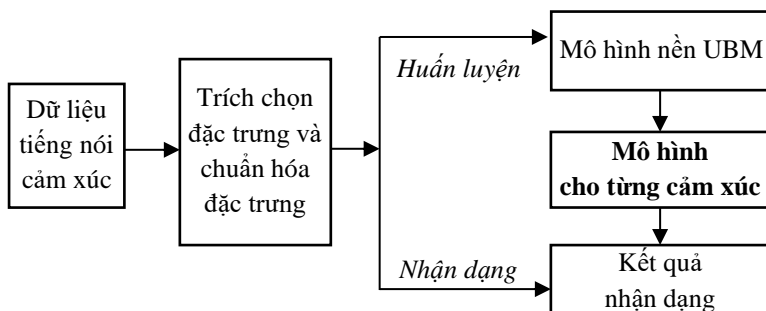 Dữ liệu
tiếng nói
cảm xúc
Trích chọn
đặc trưng và
chuẩn hóa
đặc trưng
Huấn luyện
Nhận dạng
Mô hình nền UBM
Mô hình
cho từng cảm xúc
Kết quả
nhận dạng